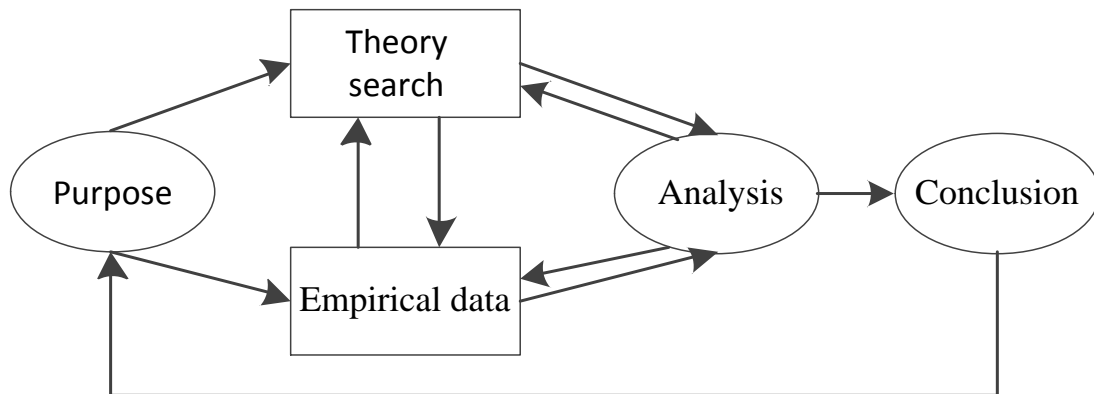 Theory
search
Purpose
Analysis
Conclusion
Empirical data